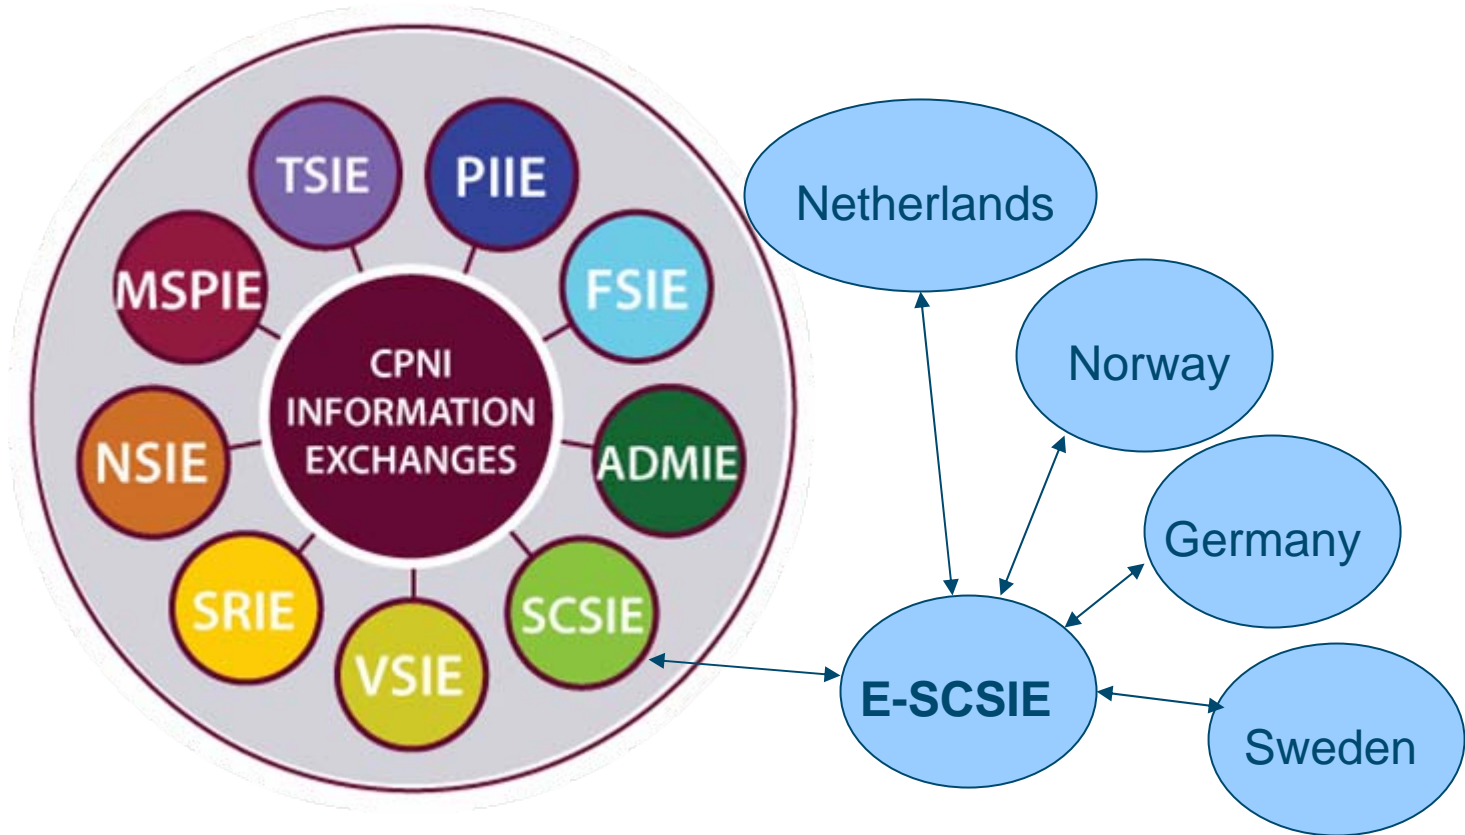 TSIE
PIIE
MSPIE
FSIE
CPNI
INFORMATION
EXCHANGES
NSIE
ADMIE
SRIE
SCSIE
VSIE
Netherlands
Norway
Germany
E-SCSIE
Sweden